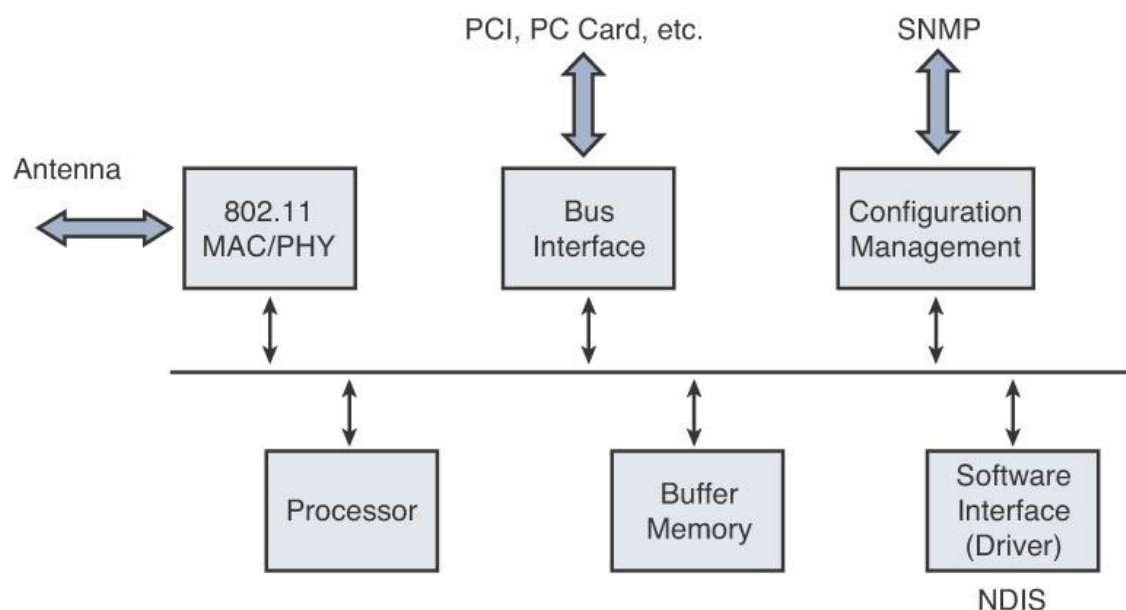 PCI, PC Card, etc.
SNMP
Antenna
802.11
MAC/PHY
Bus
Interface
Configuration
Management
Processor
Buffer
Memory
Software
Interface
(Driver)
NDIS